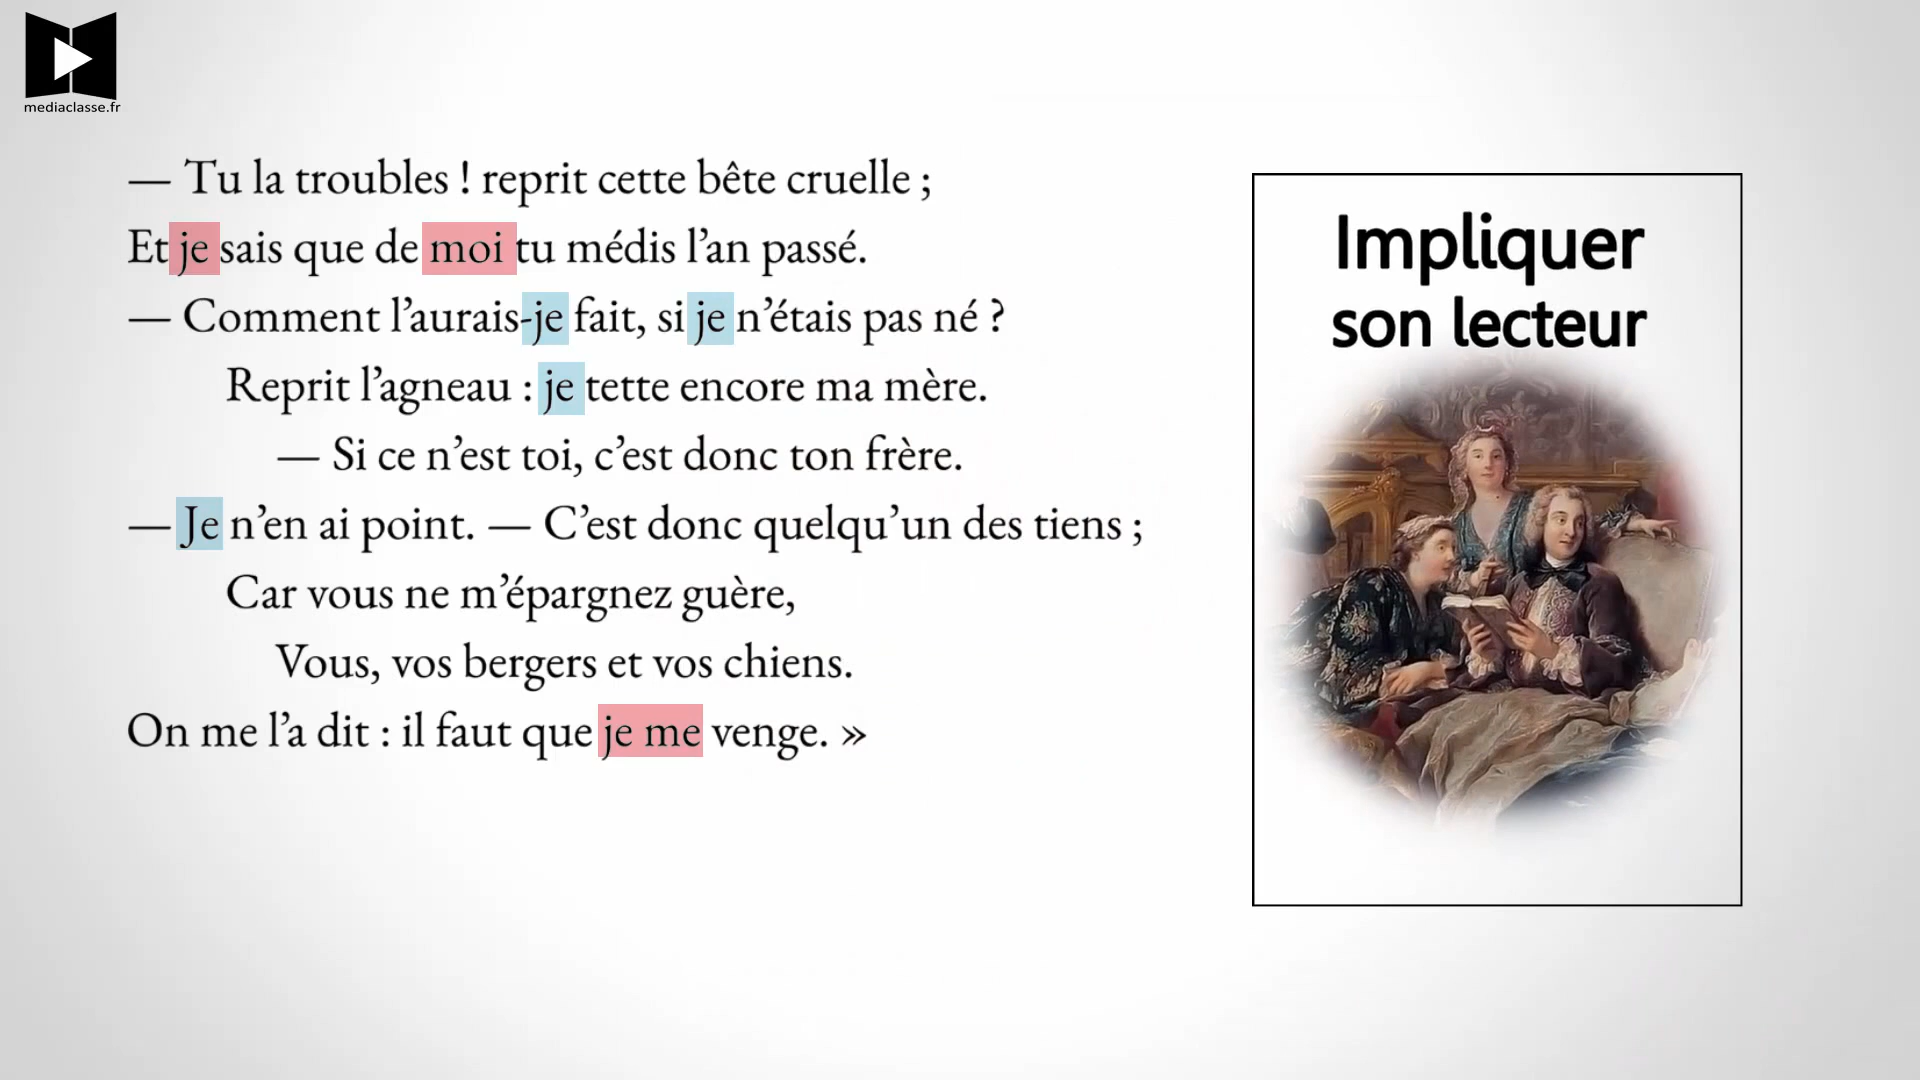 mediaclasse.fr
— Tu la troubles ! reprit cette bête cruelle ;
Et je sais que de moi tu médis l’an passé.
— Comment l’aurais-je fait, si je n’étais pas né ?
Reprit l’agneau : je tette encore ma mère.
— Si ce n’est toi, c’est donc ton frère.
— Je n’en ai point. — C’est donc quelqu’un des tiens ;
Car vous ne m’épargnez guère,
Vous, vos bergers et vos chiens.
On me l’a dit : il faut que je me venge. »
Impliquer
son lecteur